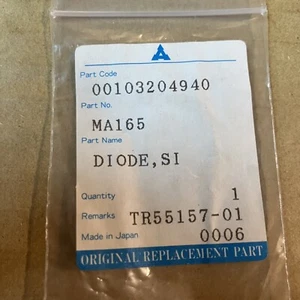 Part Code
00103204940
Part No.
MA165
Part Name
DIODE,SI
Quantity 1
Remarks TR55157-01
Made in Japan 0006
ORIGINAL REPLACEMENT PART